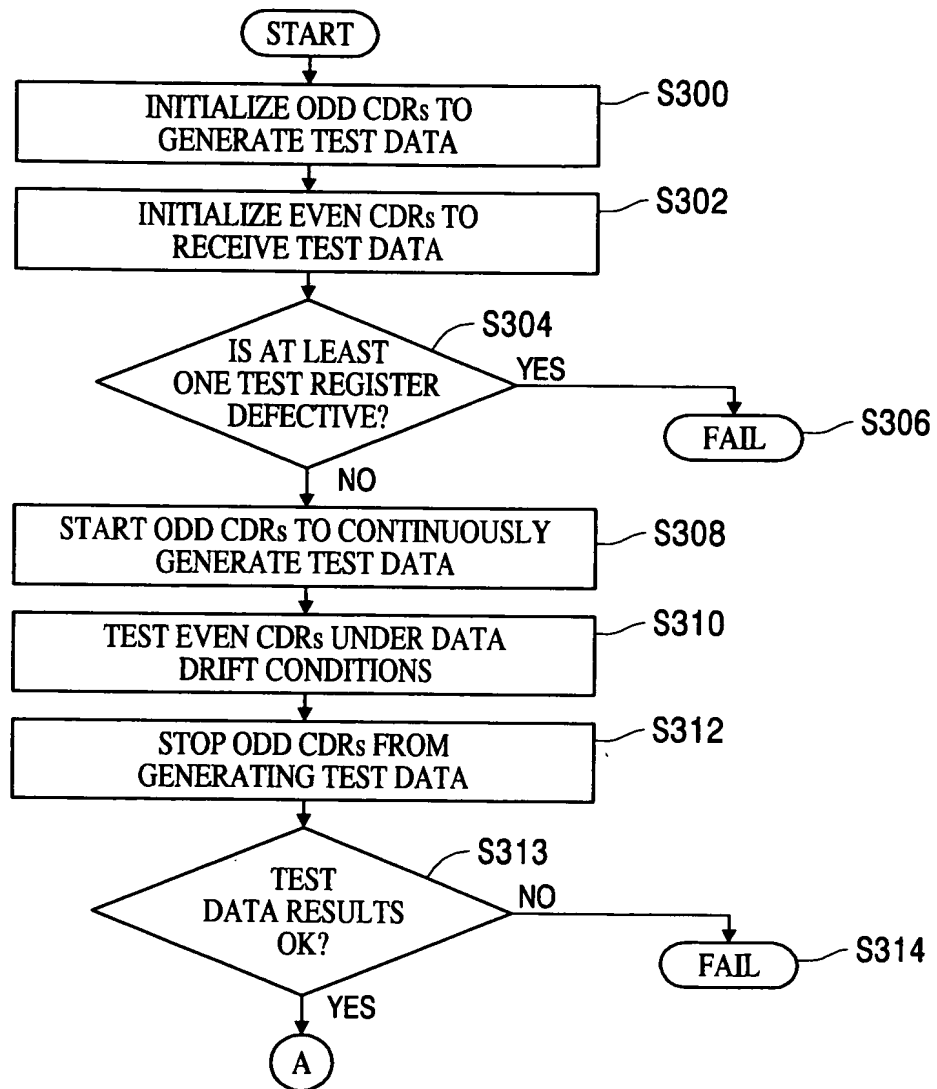 START
INITIALIZE ODD CDRs TO
GENERATE TEST DATA
S300
INITIALIZE EVEN CDRs TO
RECEIVE TEST DATA
S302
IS AT LEAST
ONE TEST REGISTER
DEFECTIVE?
S304
YES
FAIL
S306
NO
START ODD CDRs TO CONTINUOUSLY
GENERATE TEST DATA
S308
TEST EVEN CDRs UNDER DATA
DRIFT CONDITIONS
S310
STOP ODD CDRs FROM
GENERATING TEST DATA
S312
TEST
DATA RESULTS
OK?
S313
NO
FAIL
S314
YES
A